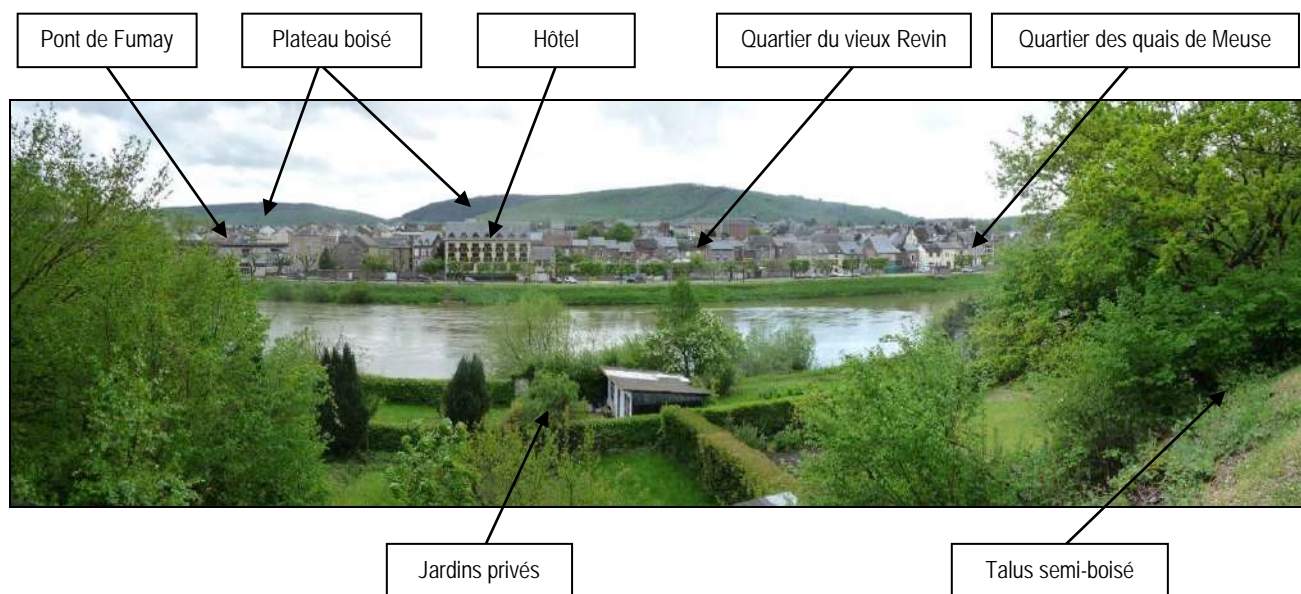 Pont de Fumay
Plateau boisé
Hôtel
Quartier du vieux Revin
Quartier des quais de Meuse
Jardins privés
Talus semi-boisé